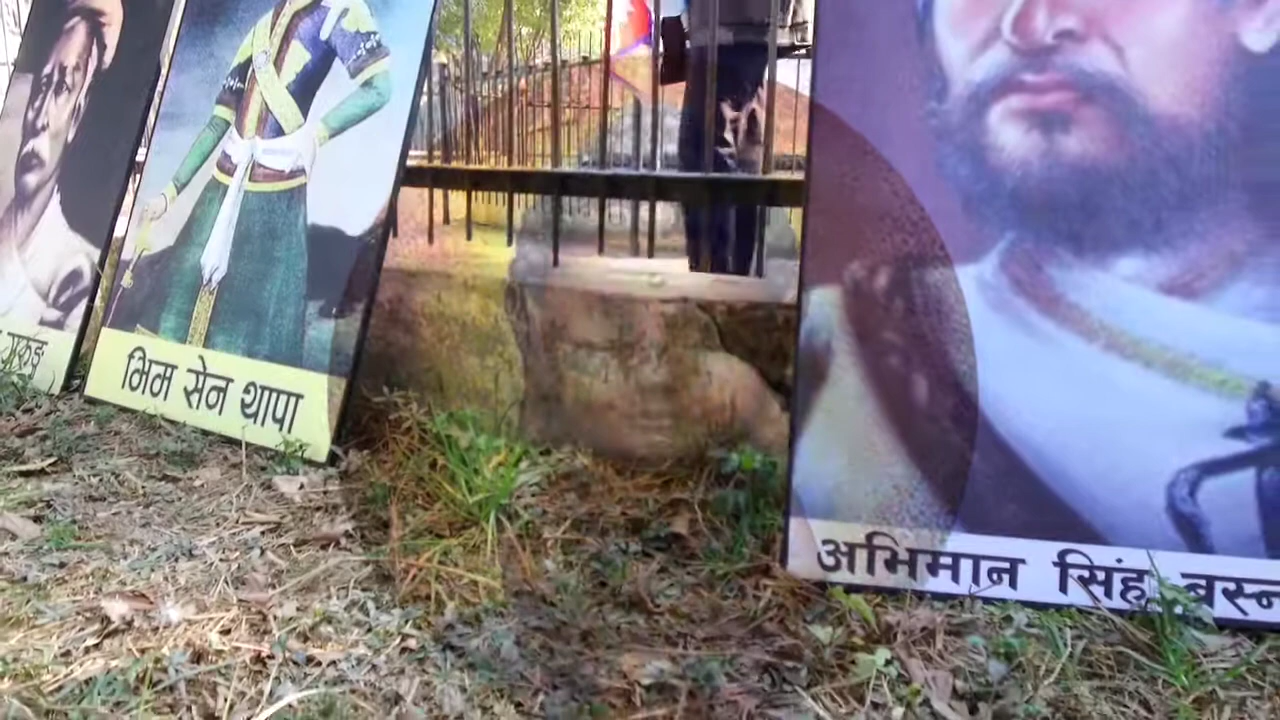 गुरुङ
भिम सेन थापा
अभिमान सिंह